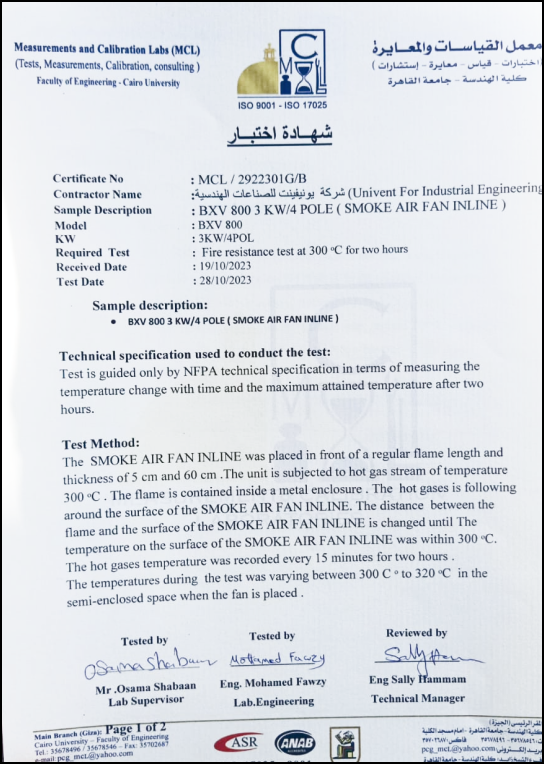 Measurements and Calibration Labs (MCL)
(Tests, Measurements, Calibration, consulting )
Faculty of Engineering - Cairo University
معمل القياسات والمعايرة
(اختبارات - قياس - معايرة - إستشارات )
كلية الهندسة - جامعة القاهرة
C
M
ISO 9001 - ISO 17025
شهادة اختبار
Certificate No : MCL / 2922301G/B
Contractor Name :شركة يونيفينت للصناعات الهندسية (Univent For Industrial Engineering
Sample Description : BXV 800 3 KW/4 POLE ( SMOKE AIR FAN INLINE )
Model : BXV 800
KW : 3KW/4POL
Required Test : Fire resistance test at 300 °C for two hours
Received Date : 19/10/2023
Test Date : 28/10/2023
Sample description:
• BXV 800 3 KW/4 POLE ( SMOKE AIR FAN INLINE )
Technical specification used to conduct the test:
Test is guided only by NFPA technical specification in terms of measuring the
temperature change with time and the maximum attained temperature after two
hours.
Test Method:
The SMOKE AIR FAN INLINE was placed in front of a regular flame length and
thickness of 5 cm and 60 cm .The unit is subjected to hot gas stream of temperature
300 °C . The flame is contained inside a metal enclosure . The hot gases is following
around the surface of the SMOKE AIR FAN INLINE. The distance between the
flame and the surface of the SMOKE AIR FAN INLINE is changed until The
temperature on the surface of the SMOKE AIR FAN INLINE was within 300 °C.
The hot gases temperature was recorded every 15 minutes for two hours .
The temperatures during the test was varying between 300 C ° to 320 °C in the
semi-enclosed space when the fan is placed .
Tested by
Tested by
Reviewed by
Osama Shabaan
Mohamed Fawzy
Mr .Osama Shabaan
Eng. Mohamed Fawzy
Eng Sally Hammam
Lab Supervisor
Lab.Engineering
Technical Manager
Page 1 of 2
Main Branch (Giza):
Cairo University - Faculty of Engineering
Tel.: 35678496 / 35678546 - Fax: 35702687
e-mail: pcg_mcl.@yahoo.com
ASR
ANAB
كلية الهندسة - جامعة القاهرة
pcg_mcl.@yahoo.com